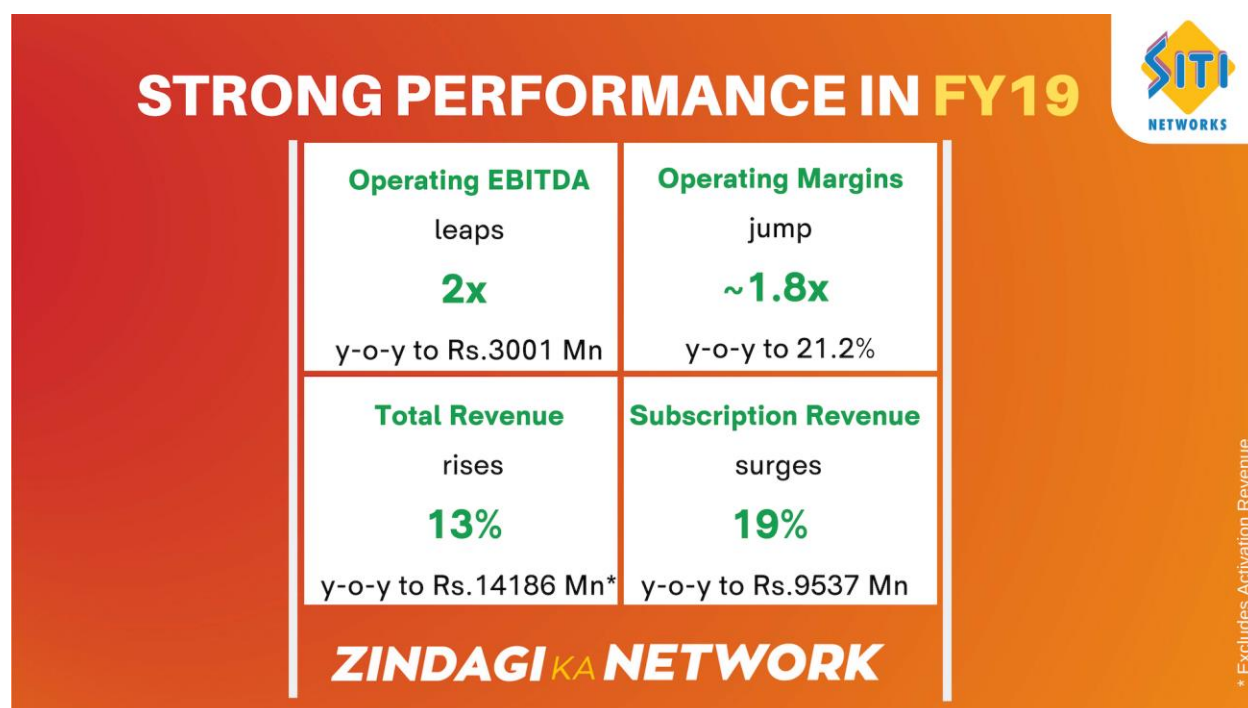 STRONG PERFORMANCE IN FY19
SITI
NETWORKS
Operating EBITDA
leaps
2x
y-o-y to Rs.3001 Mn
Operating Margins
jump
~1.8x
y-o-y to 21.2%
Total Revenue
rises
13%
y-o-y to Rs.14186 Mn*
Subscription Revenue
surges
19%
y-o-y to Rs.9537 Mn
ZINDAGI KA NETWORK
* Excludes Activation Revenue